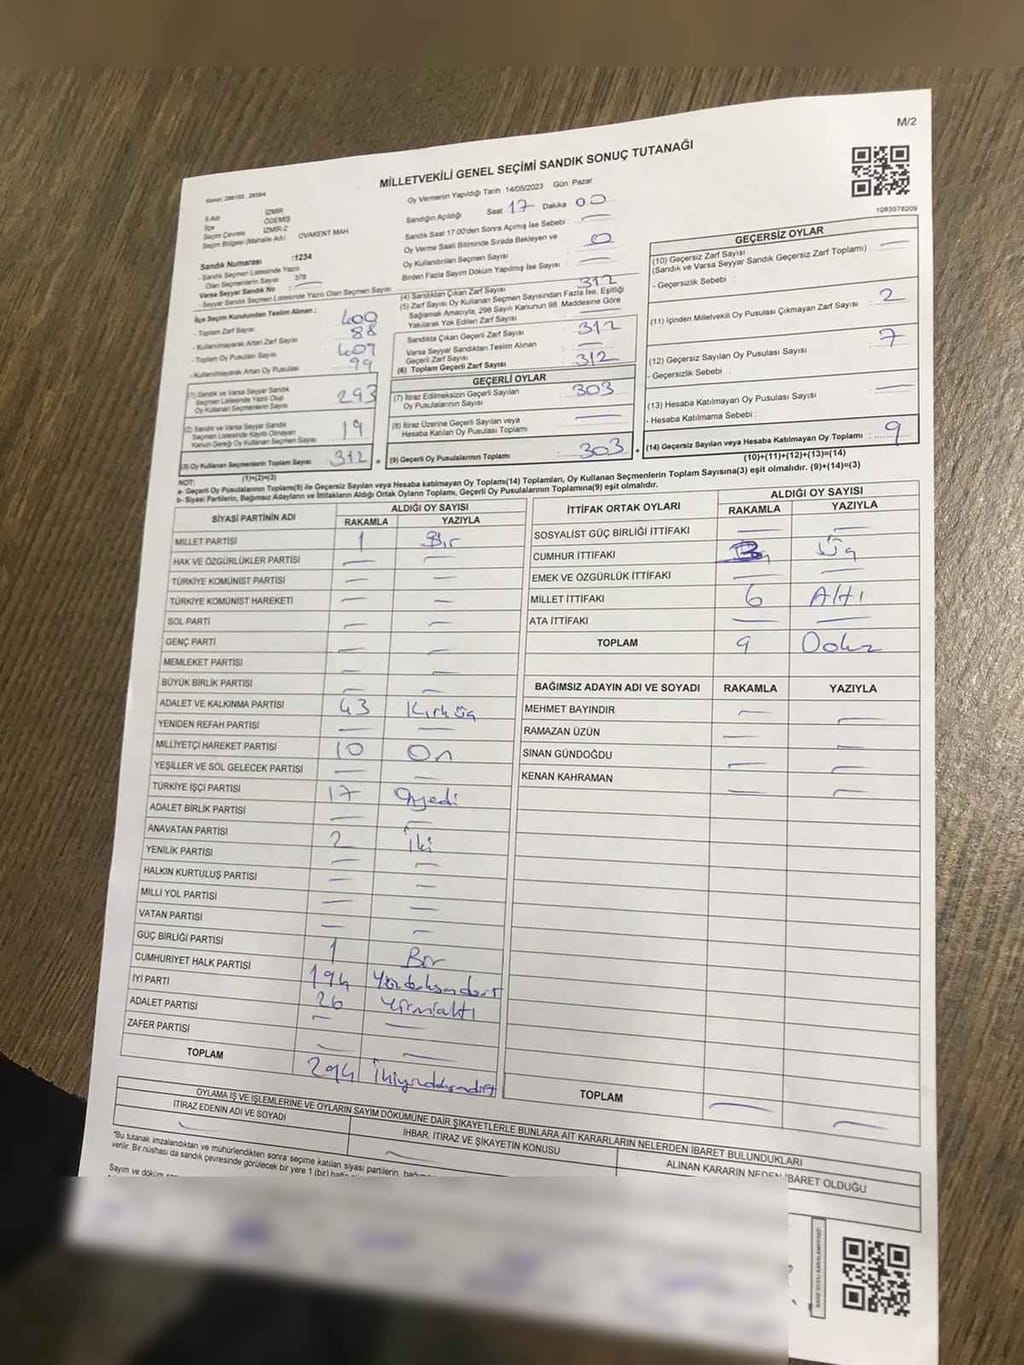 M/2
MİLLETVEKİLİ GENEL SEÇİMİ SANDIK SONUÇ TUTANAĞI
1083578209
İl Adı İZMİR
İlçe ÖDEMİŞ
Seçim Çevresi İZMİR-2
Seçim Bölgesi (Mahalle Adı) OVAKENT MAH.
Sandık Numarası :1234
- Sandık Seçmen Listesinde Yazılı
Olan Seçmenlerin Sayısı 378
Varsa Seyyar Sandık No :
- Seyyar Sandık Seçmen Listesinde Yazılı Olan Seçmen Sayısı
Oy Vermenin Yapıldığı Tarih : 14/05/2023 Gün: Pazar
Sandığın Açıldığı Saat 17 Dakika 00
Sandık Saat 17:00'den Sonra Açılmış İse Sebebi :
Oy Verme Saati Bitiminde Sırada Bekleyen ve
Oy Kullandırılan Seçmen Sayısı : 0
Birden Fazla Sayım Döküm Yapılmış İse Sayısı :
İlçe Seçim Kurulundan Teslim Alınan :
- Toplam Zarf Sayısı 400
- Kullanılmayarak Artan Zarf Sayısı 88
- Toplam Oy Pusulası Sayısı 407
- Kullanılmayarak Artan Oy Pusulası 99
(1) Sandık ve Varsa Seyyar Sandık
Seçmen Listesinde Yazılı Olup
Oy Kullanan Seçmenlerin Sayısı 293
(2) Sandık ve Varsa Seyyar Sandık
Seçmen Listesinde Kayıtlı Olmayan
Kanun Gereği Oy Kullanan Seçmen Sayısı 19
(3) Oy Kullanan Seçmenlerin Toplam Sayısı 312
(1)+(2)=(3)
(4) Sandıktan Çıkan Zarf Sayısı : 312
(5) Zarf Sayısı Oy Kullanan Seçmen Sayısından Fazla İse, Eşitliği
Sağlamak Amacıyla, 298 Sayılı Kanunun 98. Maddesine Göre
Yakılarak Yok Edilen Zarf Sayısı :
Sandıkta Çıkan Geçerli Zarf Sayısı : 312
Varsa Seyyar Sandıktan Teslim Alınan
Geçerli Zarf Sayısı :
(6) Toplam Geçerli Zarf Sayısı : 312
GEÇERLİ OYLAR
(7) İtiraz Edilmeksizin Geçerli Sayılan
Oy Pusulalarının Sayısı : 303
(8) İtiraz Üzerine Geçerli Sayılan veya
Hesaba Katılan Oy Pusulası Toplamı :
(9) Geçerli Oy Pusulalarının Toplamı : 303
GEÇERSİZ OYLAR
(10) Geçersiz Zarf Sayısı :
(Sandık ve Varsa Seyyar Sandık Geçersiz Zarf Toplamı)
- Geçersizlik Sebebi :
(11) İçinden Milletvekili Oy Pusulası Çıkmayan Zarf Sayısı : 2
(12) Geçersiz Sayılan Oy Pusulası Sayısı : 7
- Geçersizlik Sebebi :
(13) Hesaba Katılmayan Oy Pusulası Sayısı :
- Hesaba Katılmama Sebebi :
(14) Geçersiz Sayılan veya Hesaba Katılmayan Oy Toplamı : 9
(10)+(11)+(12)+(13)=(14)
NOT:
a- Geçerli Oy Pusulalarının Toplamı(9) ile Geçersiz Sayılan veya Hesaba katılmayan Oy Toplamı(14) Toplamları, Oy Kullanan Seçmenlerin Toplam Sayısına(3) eşit olmalıdır. (9)+(14)=(3)
b- Siyasi Partilerin, Bağımsız Adayların ve İttifakların Aldığı Ortak Oyların Toplamı, Geçerli Oy Pusulalarının Toplamına(9) eşit olmalıdır.
SİYASİ PARTİNİN ADI ALDIĞI OY SAYISI
RAKAMLA YAZIYLA
MİLLET PARTİSİ 1 Bir
HAK VE ÖZGÜRLÜKLER PARTİSİ
TÜRKİYE KOMÜNİST PARTİSİ
TÜRKİYE KOMÜNİST HAREKETİ
SOL PARTİ
GENÇ PARTİ
MEMLEKET PARTİSİ
BÜYÜK BİRLİK PARTİSİ
ADALET VE KALKINMA PARTİSİ 43 Kırküç
YENİDEN REFAH PARTİSİ
MİLLİYETÇİ HAREKET PARTİSİ 10 On
YEŞİLLER VE SOL GELECEK PARTİSİ
TÜRKİYE İŞÇİ PARTİSİ 17 Onyedi
ADALET BİRLİK PARTİSİ
ANAVATAN PARTİSİ 2 İki
YENİLİK PARTİSİ
HALKIN KURTULUŞ PARTİSİ
MİLLİ YOL PARTİSİ
VATAN PARTİSİ
GÜÇ BİRLİĞİ PARTİSİ 1 Bir
CUMHURİYET HALK PARTİSİ 194 Yüzdoksandört
İYİ PARTİ 26 Yirmialtı
ADALET PARTİSİ
ZAFER PARTİSİ
TOPLAM 294 İkiyüzdoksandört
İTTİFAK ORTAK OYLARI ALDIĞI OY SAYISI
RAKAMLA YAZIYLA
SOSYALİST GÜÇ BİRLİĞİ İTTİFAKI
CUMHUR İTTİFAKI Üç
EMEK VE ÖZGÜRLÜK İTTİFAKI
MİLLET İTTİFAKI 6 Altı
ATA İTTİFAKI
TOPLAM 9 Dokuz
BAĞIMSIZ ADAYIN ADI VE SOYADI RAKAMLA YAZIYLA
MEHMET BAYINDIR
RAMAZAN ÜZÜN
SİNAN GÜNDOĞDU
KENAN KAHRAMAN
TOPLAM
OYLAMA İŞ VE İŞLEMLERİNE VE OYLARIN SAYIM DÖKÜMÜNE DAİR ŞİKAYETLERLE BUNLARA AİT KARARLARIN NELERDEN İBARET BULUNDUKLARI
İTİRAZ EDENİN ADI VE SOYADI İHBAR, İTİRAZ VE ŞİKAYETİN KONUSU ALINAN KARARIN NEDEN İBARET OLDUĞU
*Bu tutanak imzalandıktan ve mühürlendikten sonra seçime katılan siyasi partilerin,
verilir. Bir nüshası da sandık çevresinde görülecek bir yere 1 (bir) hafta
Sayım ve döküm